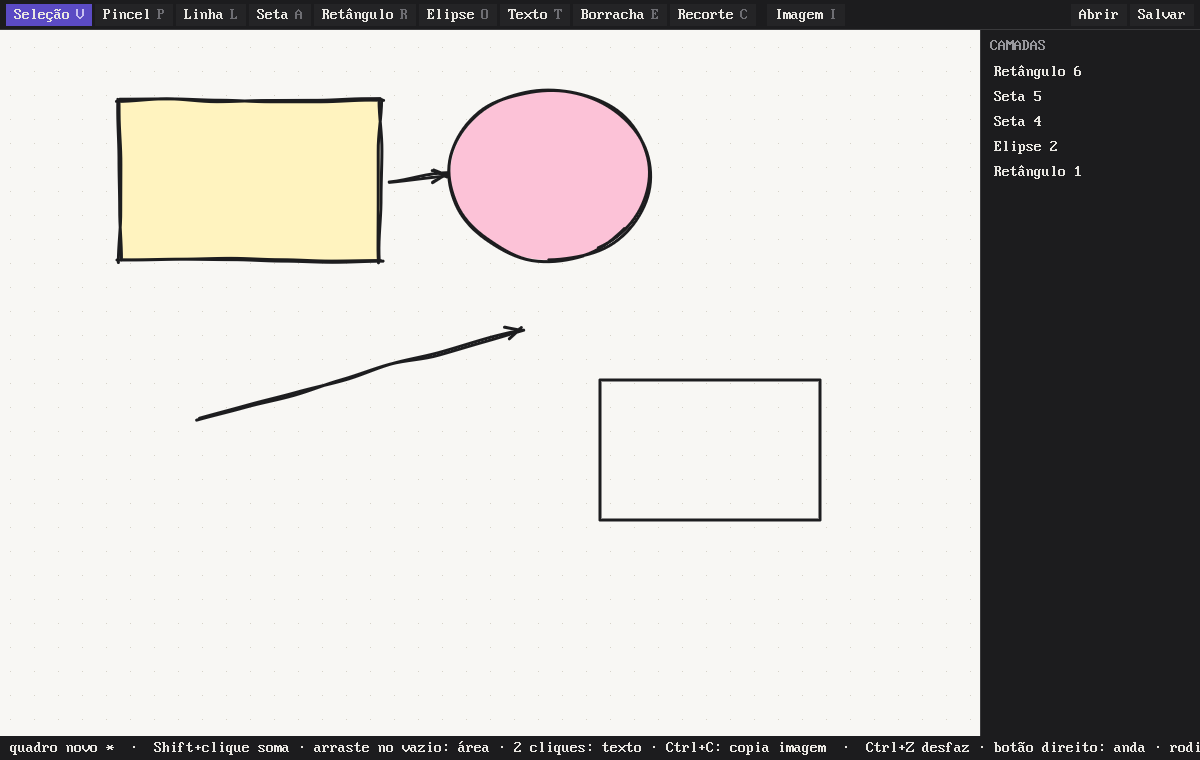 Seleção V Pincel P Linha L Seta A Retângulo R Elipse O Texto T Borracha E Recorte C Imagem I Abrir Salvar
CAMADAS
Retângulo 6
Seta 5
Seta 4
Elipse 2
Retângulo 1
quadro novo * · Shift+clique soma · arraste no vazio: área · 2 cliques: texto · Ctrl+C: copia imagem · Ctrl+Z desfaz · botão direito: anda · rodi